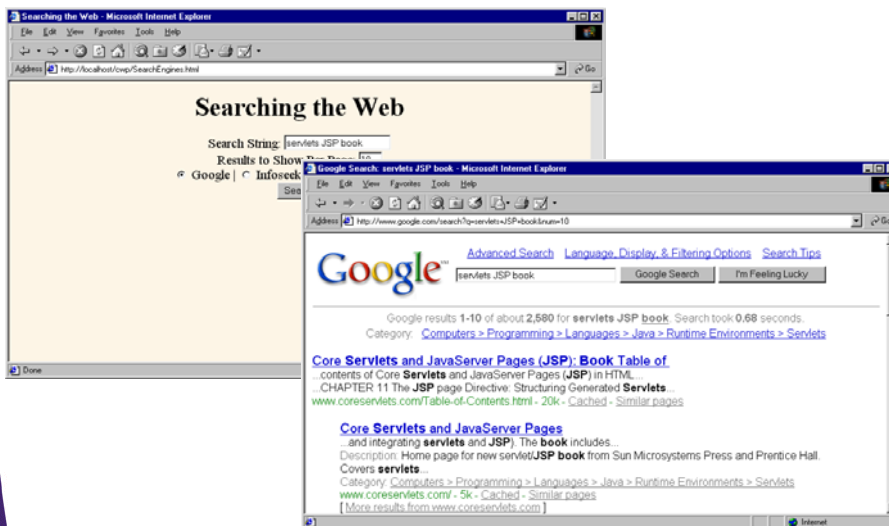 Searching the Web - Microsoft Internet Explorer
File Edit View Favorites Tools Help
Address http://localhost/cwp/SearchEngines.html Go
Searching the Web
Search String: servlets JSP book
Results to Show Per Page: 10
Google | Infoseek
Sea
Done
Google Search: servlets JSP book - Microsoft Internet Explorer
File Edit View Favorites Tools Help
Address http://www.google.com/search?q=servlets+JSP+book&num=10 Go
Google™
Advanced Search Language, Display, & Filtering Options Search Tips
servlets JSP book Google Search I'm Feeling Lucky
Google results 1-10 of about 2,580 for servlets JSP book. Search took 0.68 seconds.
Category: Computers > Programming > Languages > Java > Runtime Environments > Servlets
Core Servlets and JavaServer Pages (JSP): Book Table of
...contents of Core Servlets and JavaServer Pages (JSP) in HTML...
...CHAPTER 11 The JSP page Directive: Structuring Generated Servlets...
www.coreservlets.com/Table-of-Contents.html - 20k - Cached - Similar pages
Core Servlets and JavaServer Pages
...and integrating servlets and JSP). The book includes...
Description: Home page for new servlet/JSP book from Sun Microsystems Press and Prentice Hall.
Covers servlets...
Category: Computers > Programming > Languages > Java > Runtime Environments > Servlets
www.coreservlets.com/ - 5k - Cached - Similar pages
[ More results from www.coreservlets.com ]
Internet